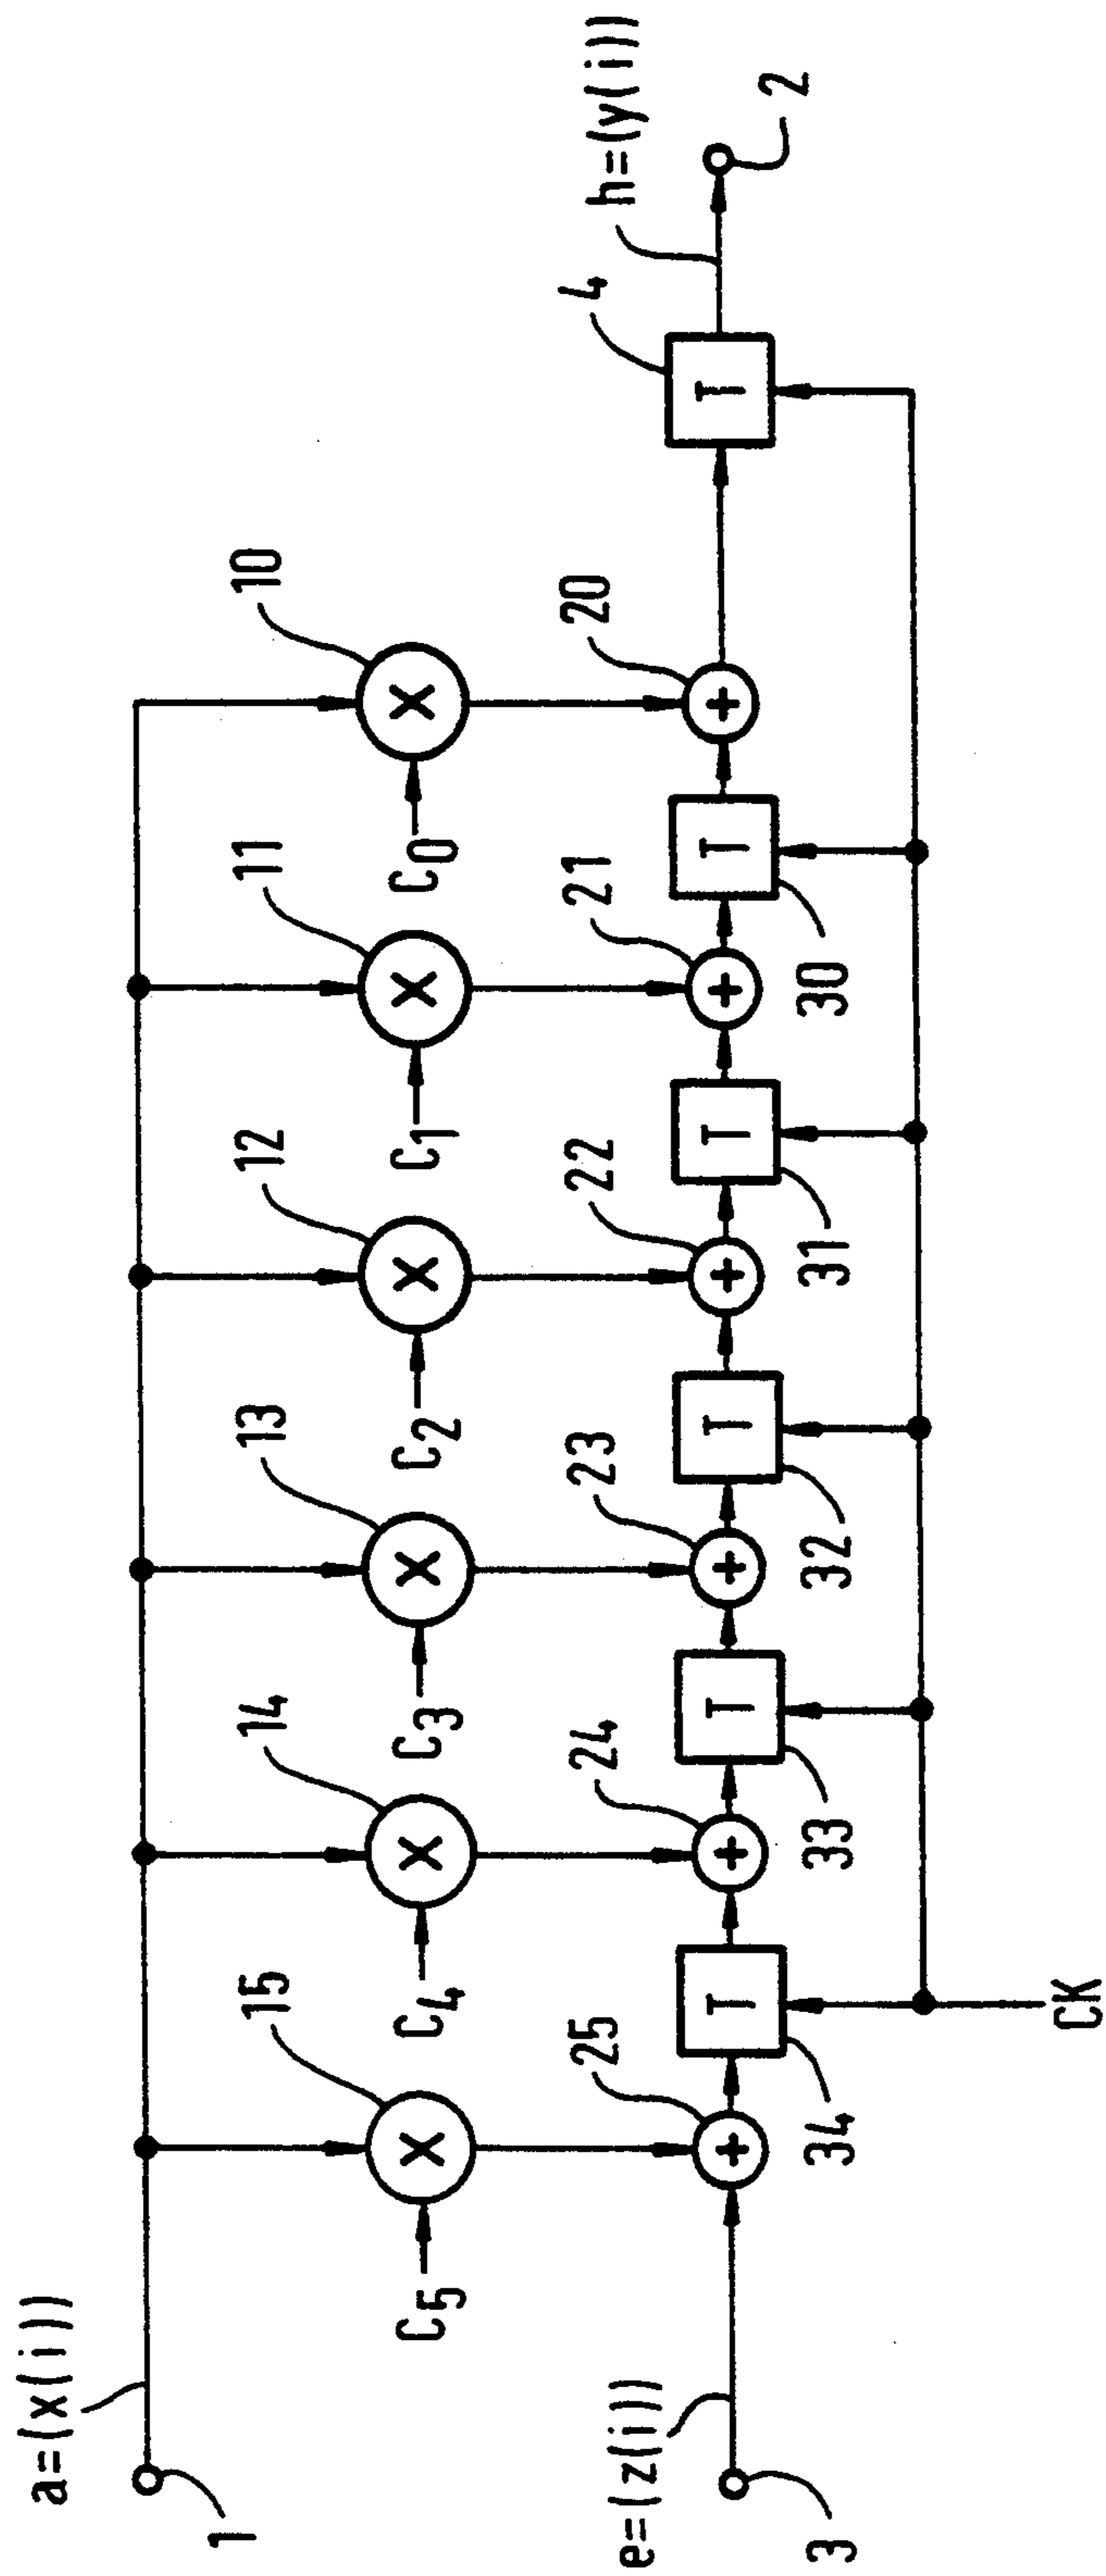 a=(x(i))
1
15
14
13
12
11
10
X
X
X
X
X
X
C5
C4
C3
C2
C1
C0
e=(z(i))
3
25
24
23
22
21
20
4
h=(y(i))
2
+
T
+
T
+
T
+
T
+
T
+
T
34
33
32
31
30
CK